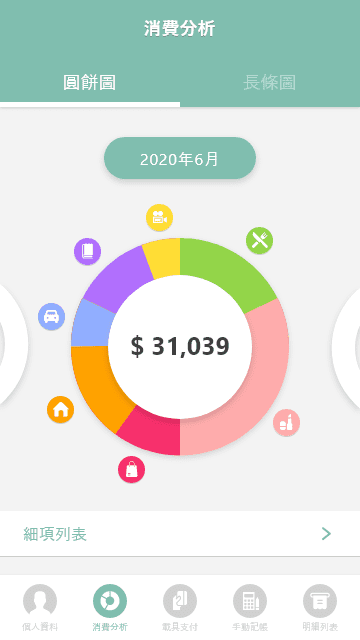 消費分析
圓餅圖
長條圖
2020年6月
$ 31,039
細項列表
個人資料
消費分析
載具支付
手動記帳
明細列表